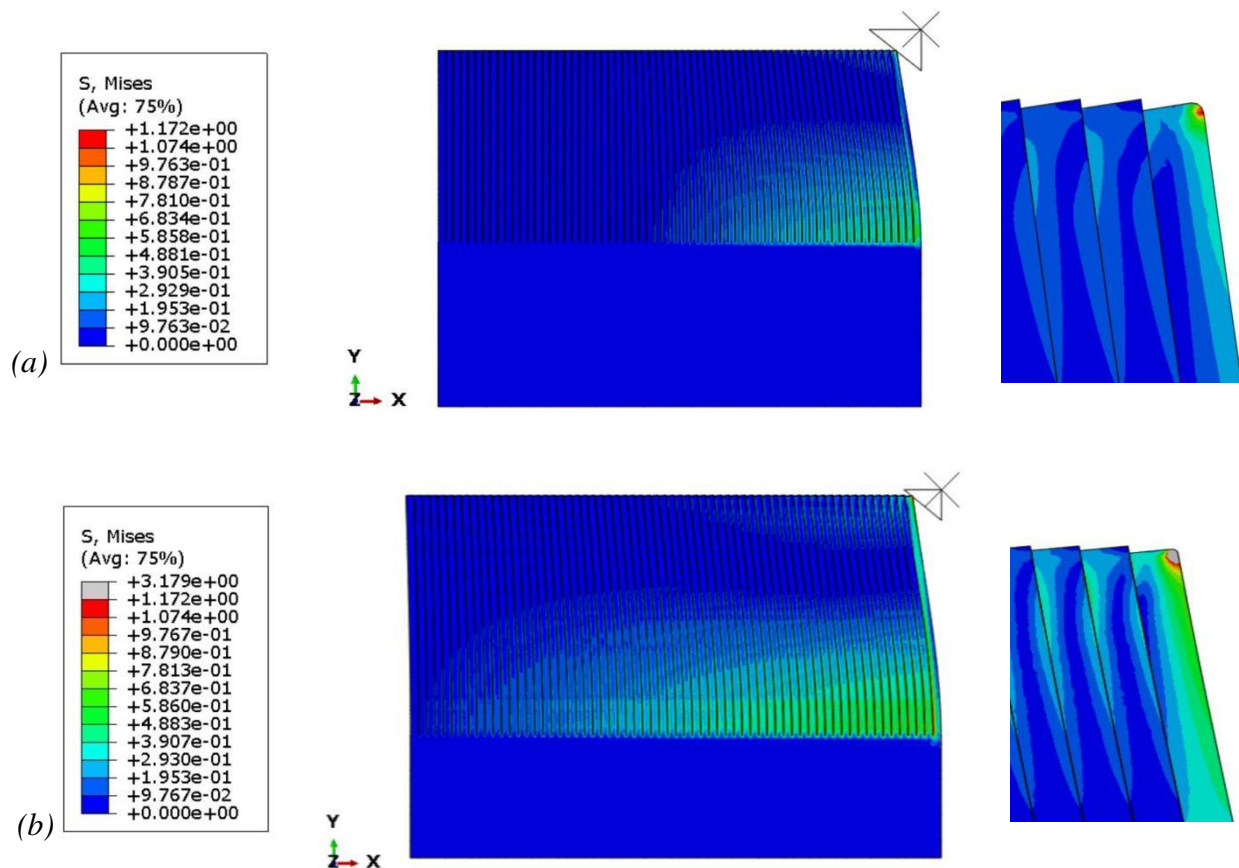 S, Mises
(Avg: 75%)
+1.172e+00
+1.074e+00
+9.763e-01
+8.787e-01
+7.810e-01
+6.834e-01
+5.858e-01
+4.881e-01
+3.905e-01
+2.929e-01
+1.953e-01
+9.763e-02
+0.000e+00
(a)
Y
Z X
S, Mises
(Avg: 75%)
+3.179e+00
+1.172e+00
+1.074e+00
+9.767e-01
+8.790e-01
+7.813e-01
+6.837e-01
+5.860e-01
+4.883e-01
+3.907e-01
+2.930e-01
+1.953e-01
+9.767e-02
+0.000e+00
(b)
Y
Z X